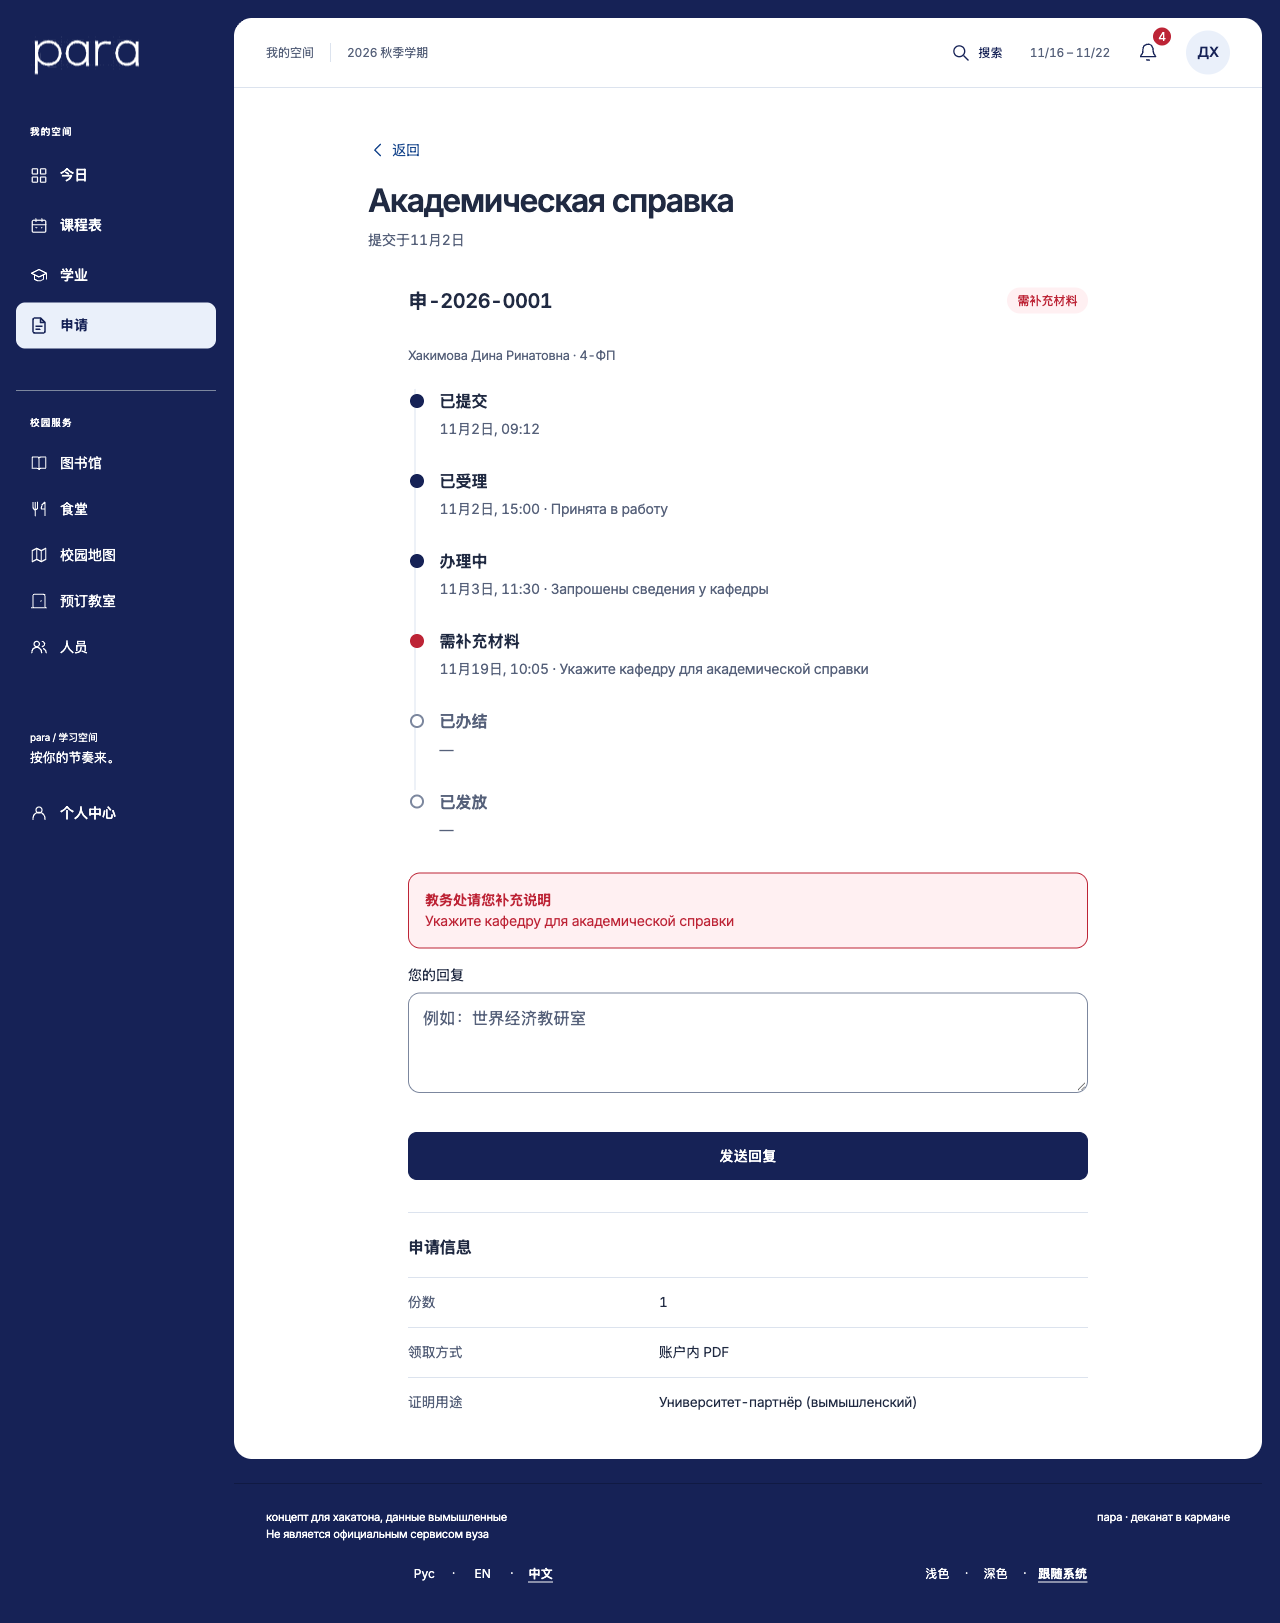 para
我的空间
今日
课程表
学业
申请
校园服务
图书馆
食堂
校园地图
预订教室
人员
para / 学习空间
按你的节奏来。
个人中心
我的空间
2026 秋季学期
搜索
11/16 – 11/22
4
ДХ
返回
Академическая справка
提交于11月2日
申-2026-0001
需补充材料
Хакимова Дина Ринатовна · 4-ФП
已提交
11月2日, 09:12
已受理
11月2日, 15:00 · Принята в работу
办理中
11月3日, 11:30 · Запрошены сведения у кафедры
需补充材料
11月19日, 10:05 · Укажите кафедру для академической справки
已办结
—
已发放
—
教务处请您补充说明
Укажите кафедру для академической справки
您的回复
例如：世界经济教研室
发送回复
申请信息
份数 1
领取方式 账户内 PDF
证明用途 Университет-партнёр (вымышленский)
концепт для хакатона, данные вымышленные
Не является официальным сервисом вуза
пара · деканат в кармане
Рус · EN · 中文
浅色 · 深色 · 跟随系统